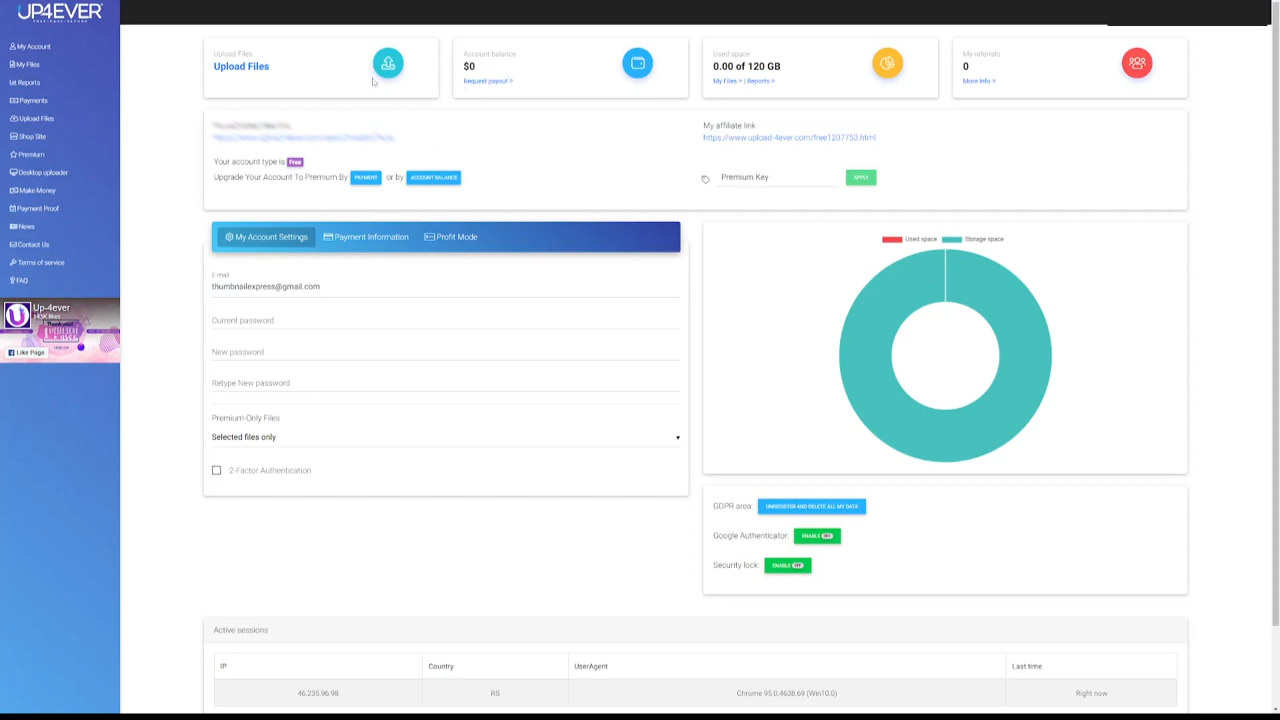 UP4EVER
My Account
My Files
Reports
Payments
Upload Files
Shop Site
Premium
Desktop uploader
Make Money
Payment Proof
News
Contact Us
Terms of service
FAQ
Up-4ever
Like Page
Upload Files
Upload Files
Account balance
$0
Request payout »
Used space
0.00 of 120 GB
My Files » | Reports »
My referrals
0
More Info »
My affiliate link
https://www.upload-4ever.com/free1207753.html
Your account type is Free
Upgrade Your Account To Premium By PAYMENT or by ACCOUNT BALANCE
Premium Key
APPLY
My Account Settings
Payment Information
Profit Mode
E-mail
thumbnailexpress@gmail.com
Current password
New password
Retype New password
Premium-Only Files
Selected files only
2-Factor Authentication
Used space
Storage space
GDPR area: UNREGISTER AND DELETE ALL MY DATA
Google Authenticator: ENABLE OFF
Security lock: ENABLE OFF
Active sessions
IP
Country
UserAgent
Last time
46.235.96.98
RS
Chrome 95.0.4638.69 (Win10.0)
Right now